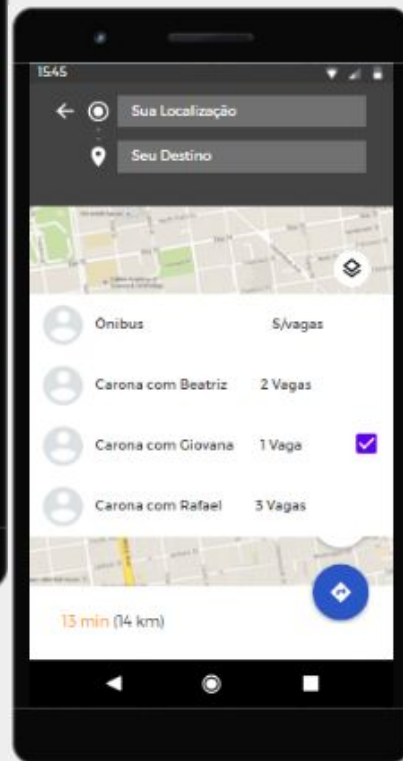 15:45
Sua Localização
Seu Destino
Ônibus S/vagas
Carona com Beatriz 2 Vagas
Carona com Giovana 1 Vaga
Carona com Rafael 3 Vagas
13 min (14 km)